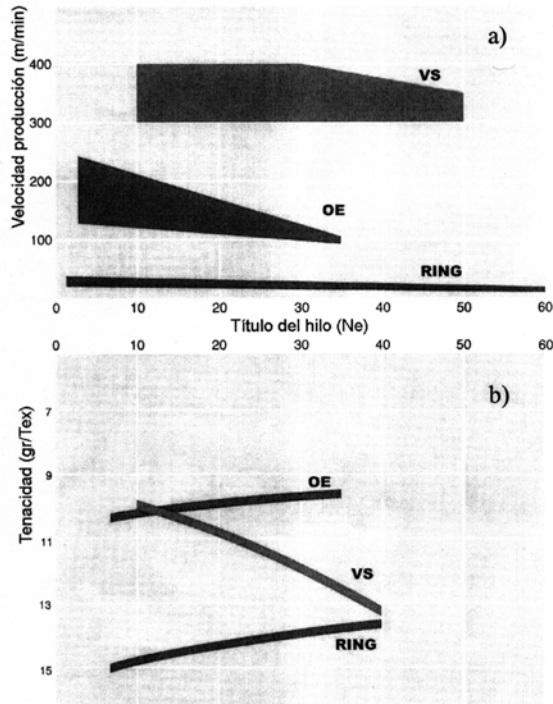 a)
Velocidad producción (m/min)
400
300
200
100
VS
OE
RING
0 10 20 30 40 50 60
Título del hilo (Ne)
0 10 20 30 40 50 60
b)
Tenacidad (gr/Tex)
7
9
11
13
15
OE
VS
RING